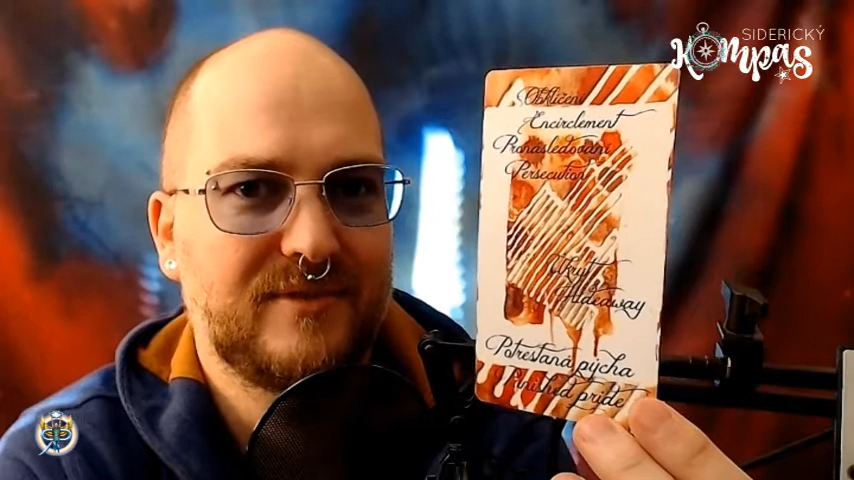 SIDERICKÝ
KOMPAS
Obklíčení
Encirclement
Pronásledování
Persecution
Úkryt
Hideaway
Potrestaná pýcha
Punished pride